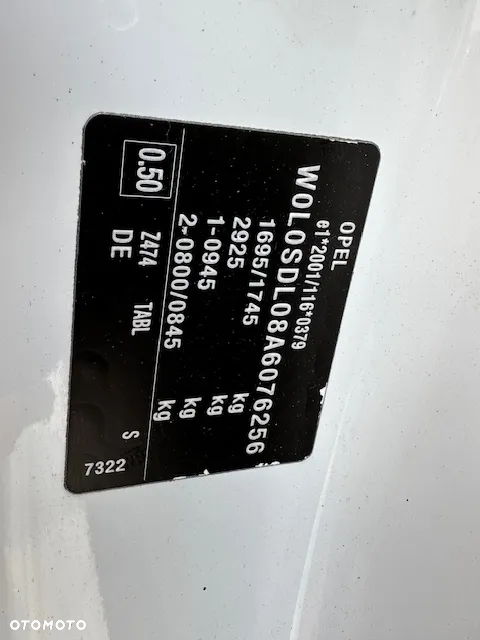 OPEL
e1*2001/116*0379
W0L0SDL08A6076256
1695/1745 kg
2925 kg
1-0945 kg
2-0800/0845 kg
0.50 Z474 TABL S
DE
7322
OTOMOTO